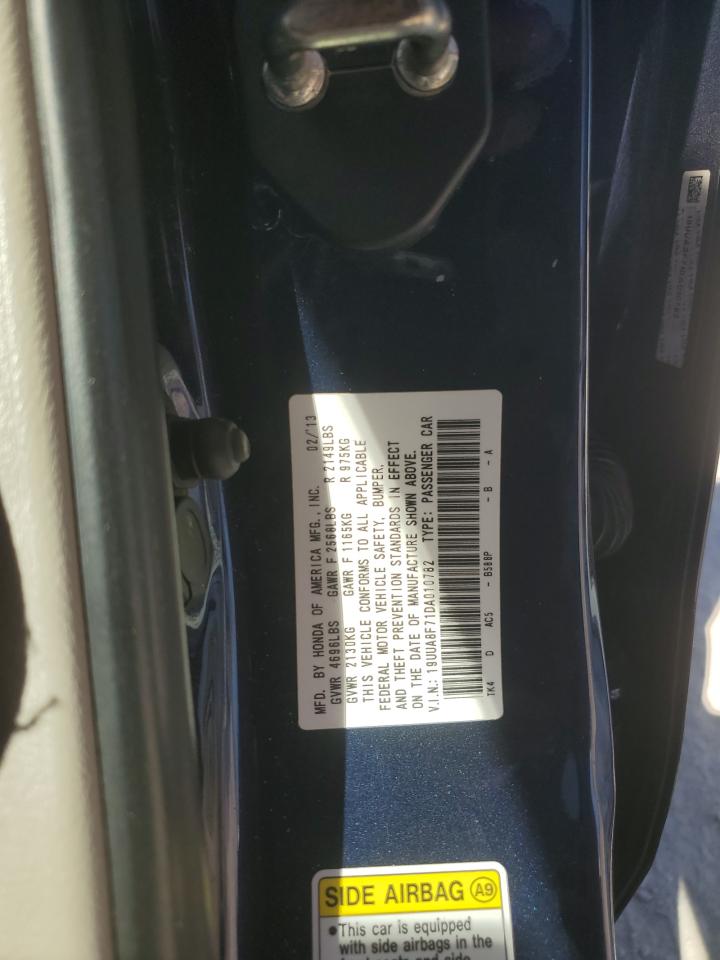 MFD. BY HONDA OF AMERICA MFG., INC. 02/'13
GVWR 4696LBS GAWR F 2568LBS R 2149LBS
GVWR 2130KG GAWR F 1165KG R 975KG
THIS VEHICLE CONFORMS TO ALL APPLICABLE
FEDERAL MOTOR VEHICLE SAFETY, BUMPER,
AND THEFT PREVENTION STANDARDS IN EFFECT
ON THE DATE OF MANUFACTURE SHOWN ABOVE.
V.I.N.: 19UUA8F71DA010782 TYPE: PASSENGER CAR
TK4 D AC5 - B588P - B - A
SIDE AIRBAG A9
•This car is equipped
with side airbags in the